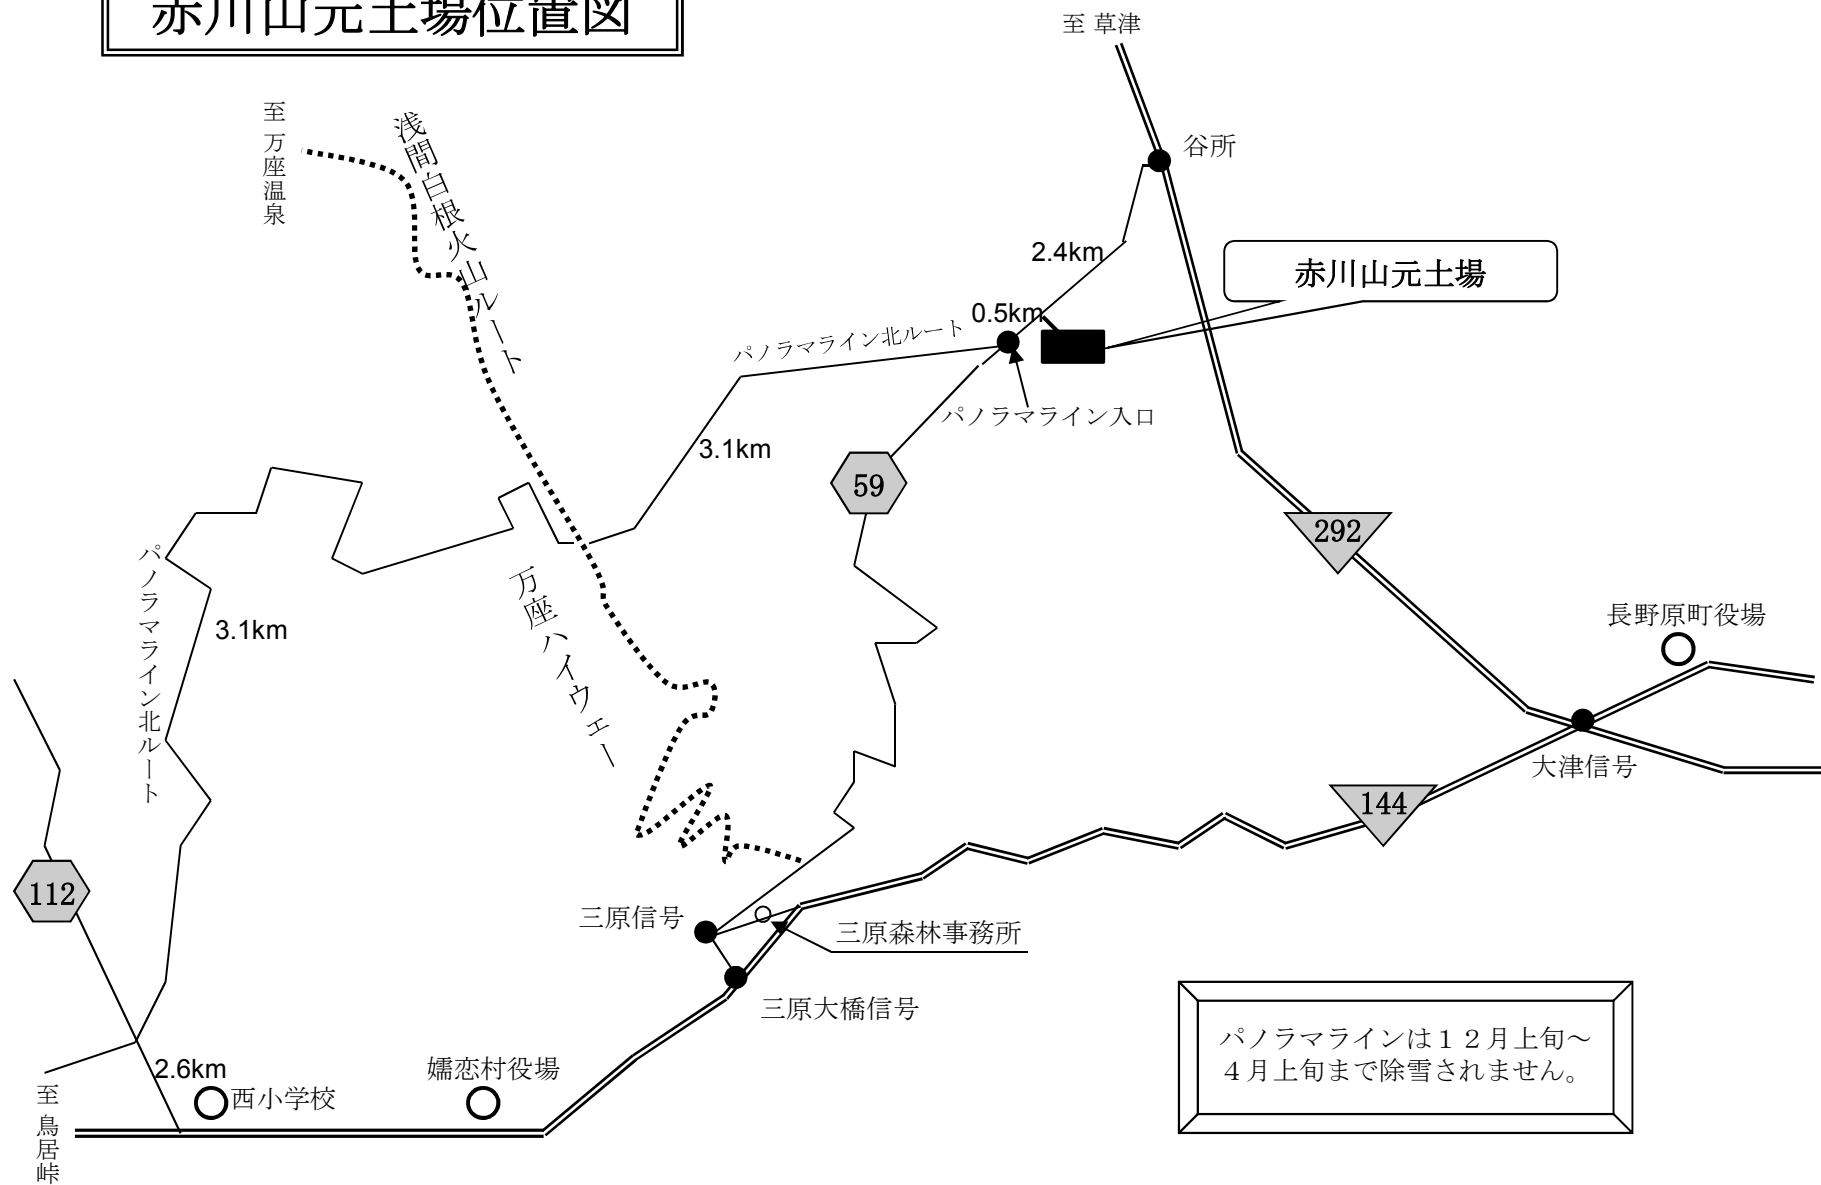 赤川山元土場位置図
至 草津
至 万座温泉
浅間白根火山ルート
谷所
2.4km
赤川山元土場
0.5km
パノラマライン北ルート
パノラマライン入口
3.1km
59
292
パノラマライン北ルート
3.1km
万座ハイウェー
長野原町役場
大津信号
144
112
三原信号
三原森林事務所
三原大橋信号
2.6km
西小学校
嬬恋村役場
至 鳥居峠
パノラマラインは１２月上旬～
４月上旬まで除雪されません。